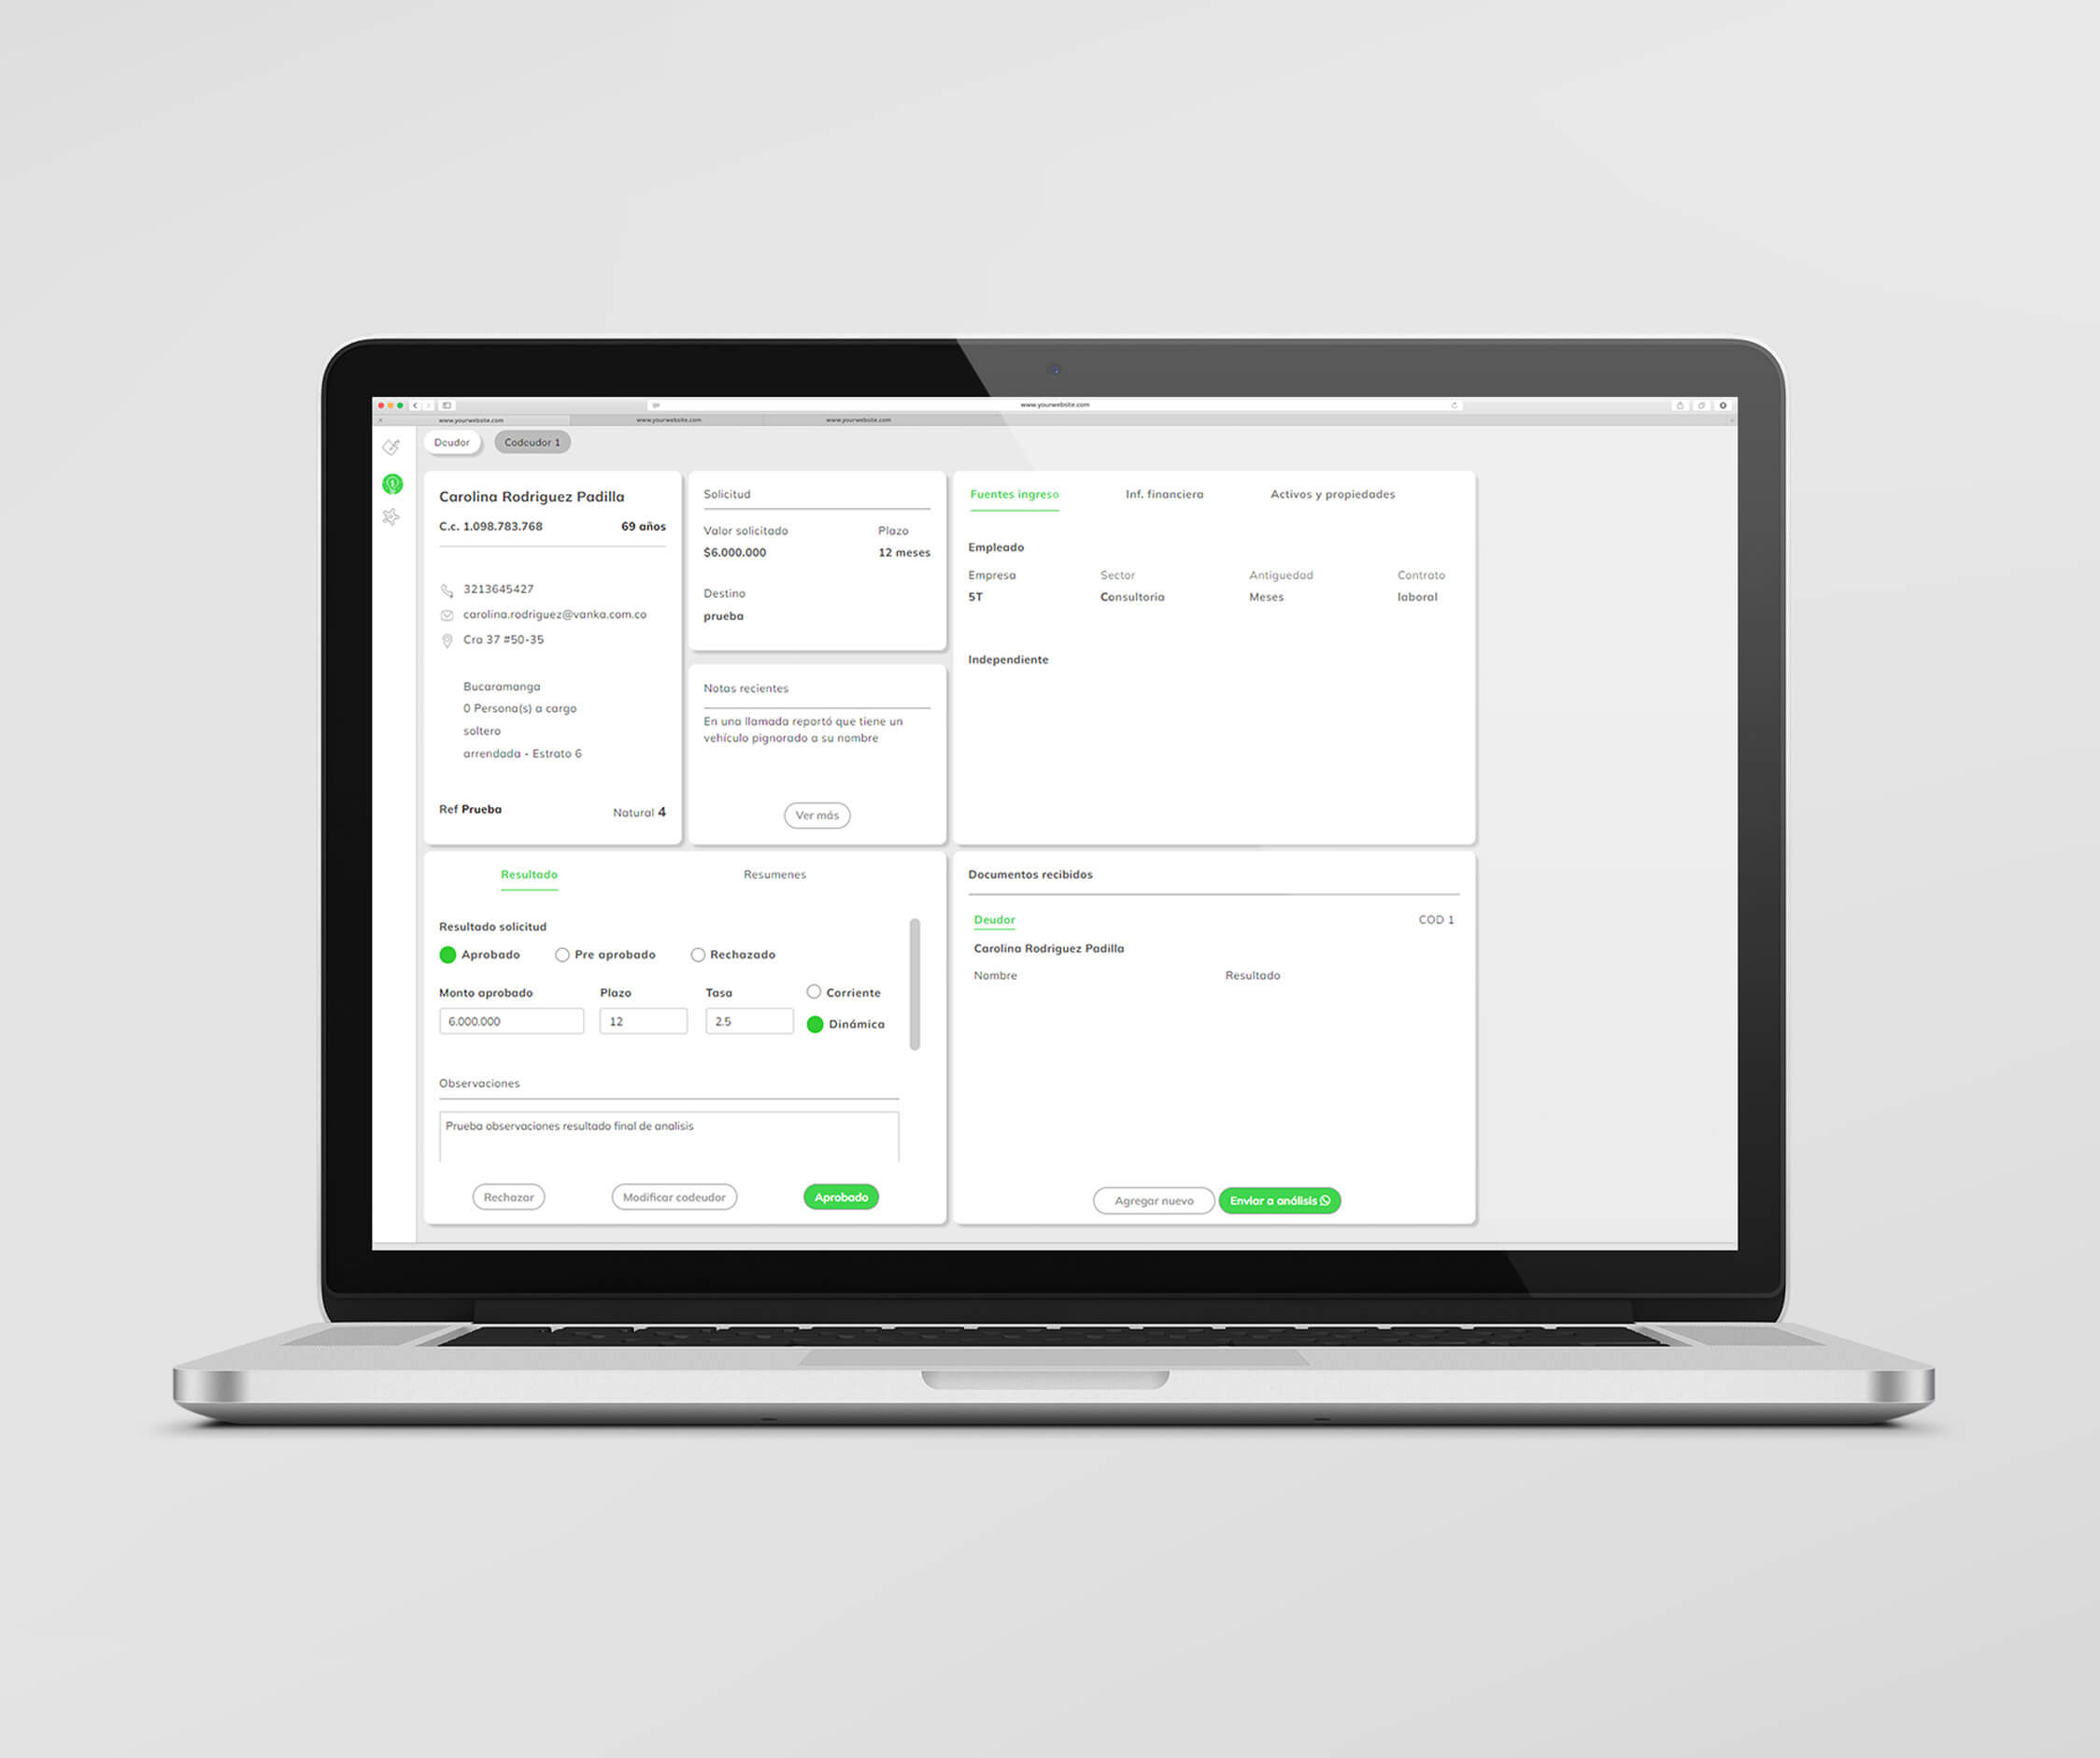 www.yourwebsite.com
www.yourwebsite.com
www.yourwebsite.com
www.yourwebsite.com
Deudor
Codeudor 1
Carolina Rodriguez Padilla
C.c. 1.098.783.768
69 años
3213645427
carolina.rodriguez@vanka.com.co
Cra 37 #50-35
Bucaramanga
0 Persona(s) a cargo
soltero
arrendada - Estrato 6
Ref Prueba
Natural 4
Solicitud
Valor solicitado
Plazo
$6.000.000
12 meses
Destino
prueba
Notas recientes
En una llamada reportó que tiene un
vehículo pignorado a su nombre
Ver más
Fuentes ingreso
Inf. financiera
Activos y propiedades
Empleado
Empresa
Sector
Antiguedad
Contrato
5T
Consultoria
Meses
laboral
Independiente
Resultado
Resumenes
Resultado solicitud
Aprobado
Pre aprobado
Rechazado
Monto aprobado
Plazo
Tasa
Corriente
6.000.000
12
2.5
Dinámica
Observaciones
Prueba observaciones resultado final de analisis
Rechazar
Modificar codeudor
Aprobado
Documentos recibidos
Deudor
COD 1
Carolina Rodriguez Padilla
Nombre
Resultado
Agregar nuevo
Enviar a análisis